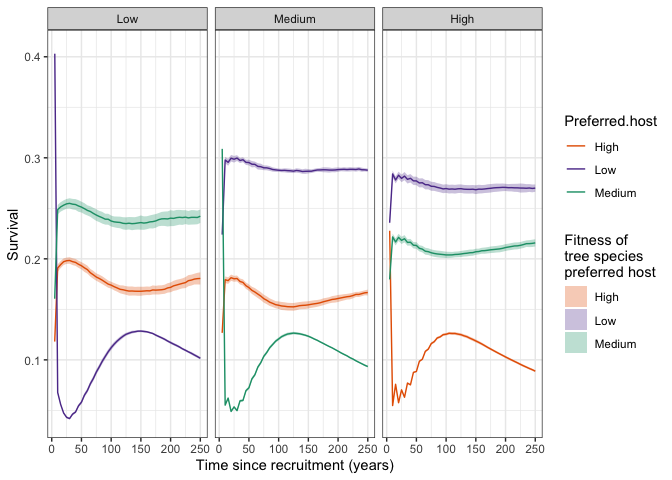 Low
Medium
High
Survival
0.4
0.3
0.2
0.1
0 50 100 150 200 250
0 50 100 150 200 250
0 50 100 150 200 250
Time since recruitment (years)
Preferred.host
High
Low
Medium
Fitness of
tree species
preferred host
High
Low
Medium